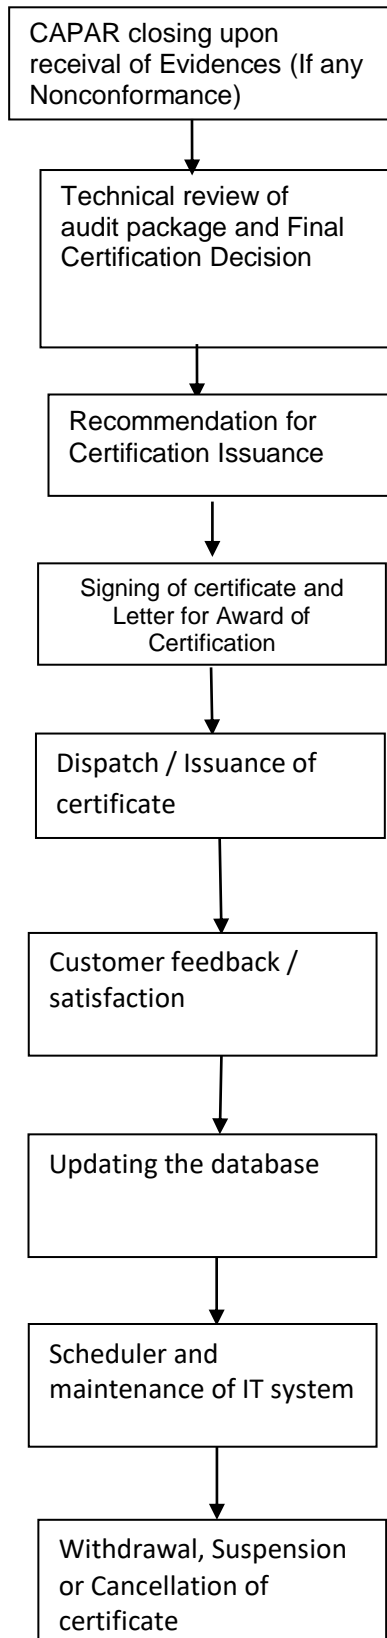 CAPAR closing upon
receival of Evidences (If any
Nonconformance)
Technical review of
audit package and Final
Certification Decision
Recommendation for
Certification Issuance
Signing of certificate and
Letter for Award of
Certification
Dispatch / Issuance of
certificate
Customer feedback /
satisfaction
Updating the database
Scheduler and
maintenance of IT system
Withdrawal, Suspension
or Cancellation of
certificate